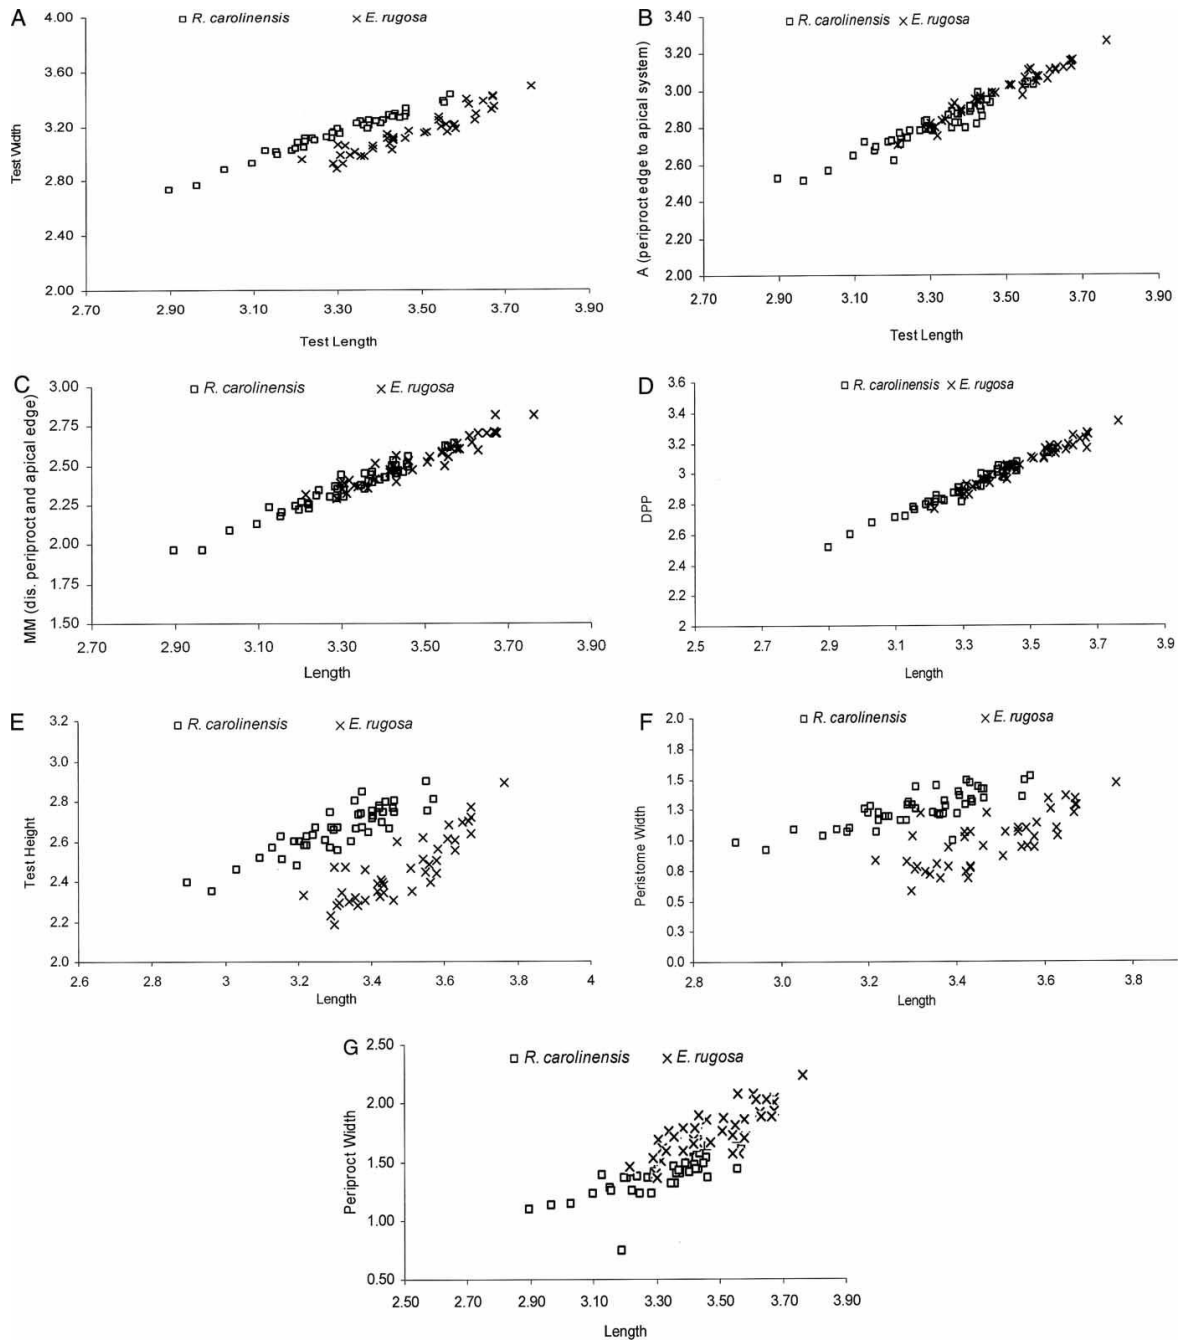 A
R. carolinensis
E. rugosa
4.00
3.60
3.20
2.80
2.40
2.00
Test Width
2.70 2.90 3.10 3.30 3.50 3.70 3.90
Test Length
B
R. carolinensis
E. rugosa
3.40
3.20
3.00
2.80
2.60
2.40
2.20
2.00
A (periproct edge to apical system)
2.70 2.90 3.10 3.30 3.50 3.70 3.90
Test Length
C
R. carolinensis
E. rugosa
3.00
2.75
2.50
2.25
2.00
1.75
1.50
MM (dis. periproct and apical edge)
2.70 2.90 3.10 3.30 3.50 3.70 3.90
Length
D
R. carolinensis
E. rugosa
3.6
3.4
3.2
3
2.8
2.6
2.4
2.2
2
DPP
2.5 2.7 2.9 3.1 3.3 3.5 3.7 3.9
Length
E
R. carolinensis
E. rugosa
3.2
3.0
2.8
2.6
2.4
2.2
2.0
Test Height
2.6 2.8 3 3.2 3.4 3.6 3.8 4
Length
F
R. carolinensis
E. rugosa
2.0
1.8
1.5
1.3
1.0
0.8
0.5
0.3
0.0
Peristome Width
2.8 3.0 3.2 3.4 3.6 3.8
Length
G
R. carolinensis
E. rugosa
2.50
2.00
1.50
1.00
0.50
Periproct Width
2.50 2.70 2.90 3.10 3.30 3.50 3.70 3.90
Length